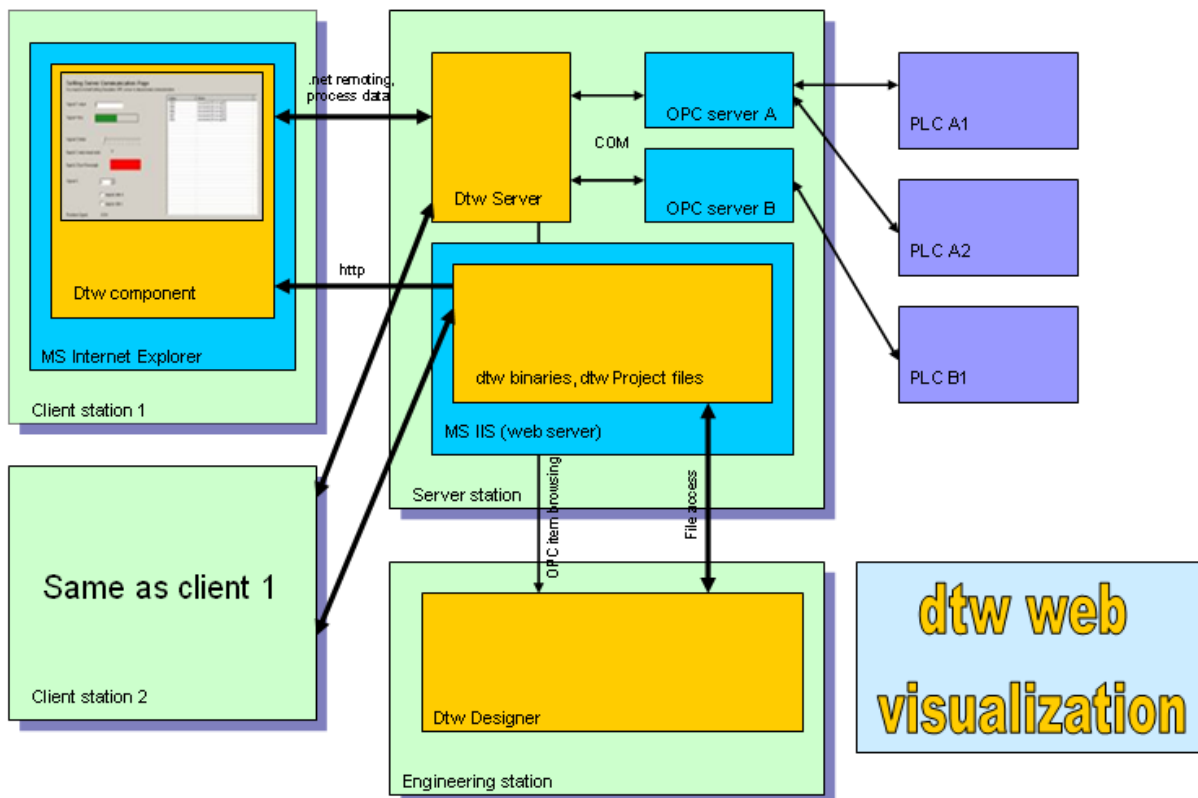 .net remoting,
process data
Dtw component
MS Internet Explorer
Client station 1
http
Dtw Server
COM
OPC server A
OPC server B
PLC A1
PLC A2
PLC B1
dtw binaries, dtw Project files
MS IIS (web server)
Server station
OPC item browsing
File access
Same as client 1
Client station 2
Dtw Designer
Engineering station
dtw web
visualization